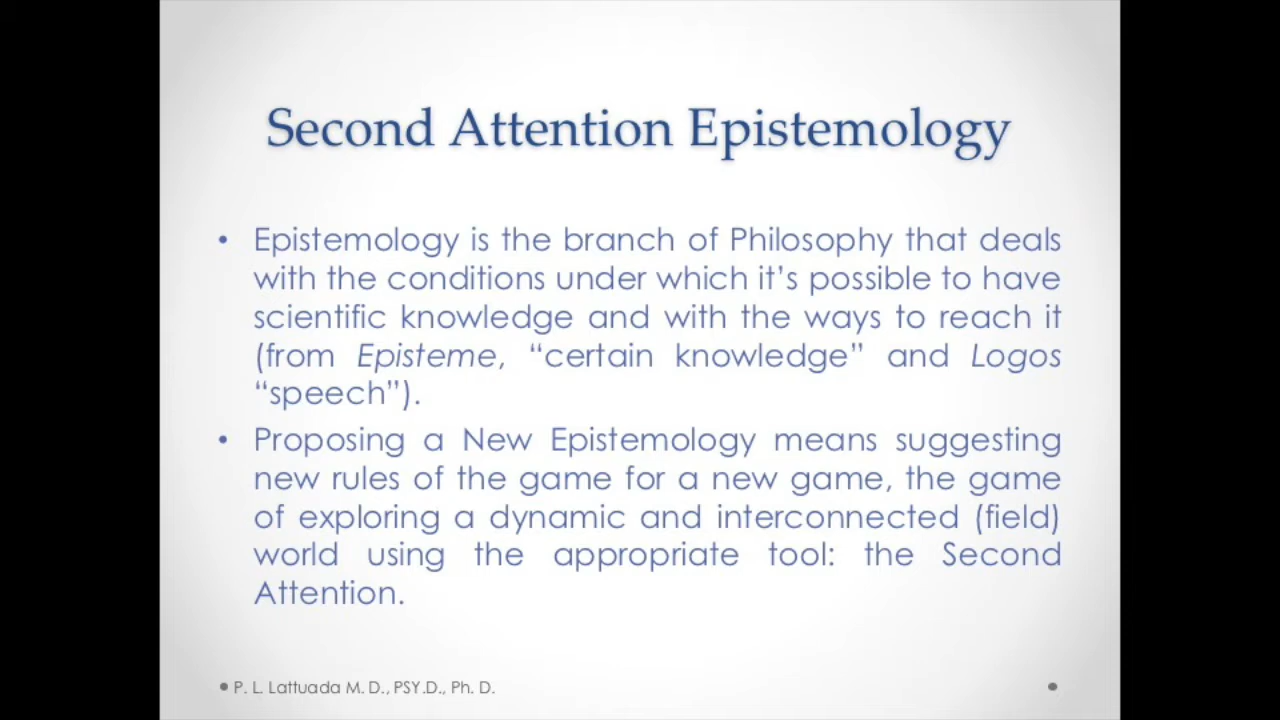 Second Attention Epistemology
• Epistemology is the branch of Philosophy that deals
with the conditions under which it’s possible to have
scientific knowledge and with the ways to reach it
(from Episteme, “certain knowledge” and Logos
“speech”).
• Proposing a New Epistemology means suggesting
new rules of the game for a new game, the game
of exploring a dynamic and interconnected (field)
world using the appropriate tool: the Second
Attention.
P. L. Lattuada M. D., PSY.D., Ph. D.